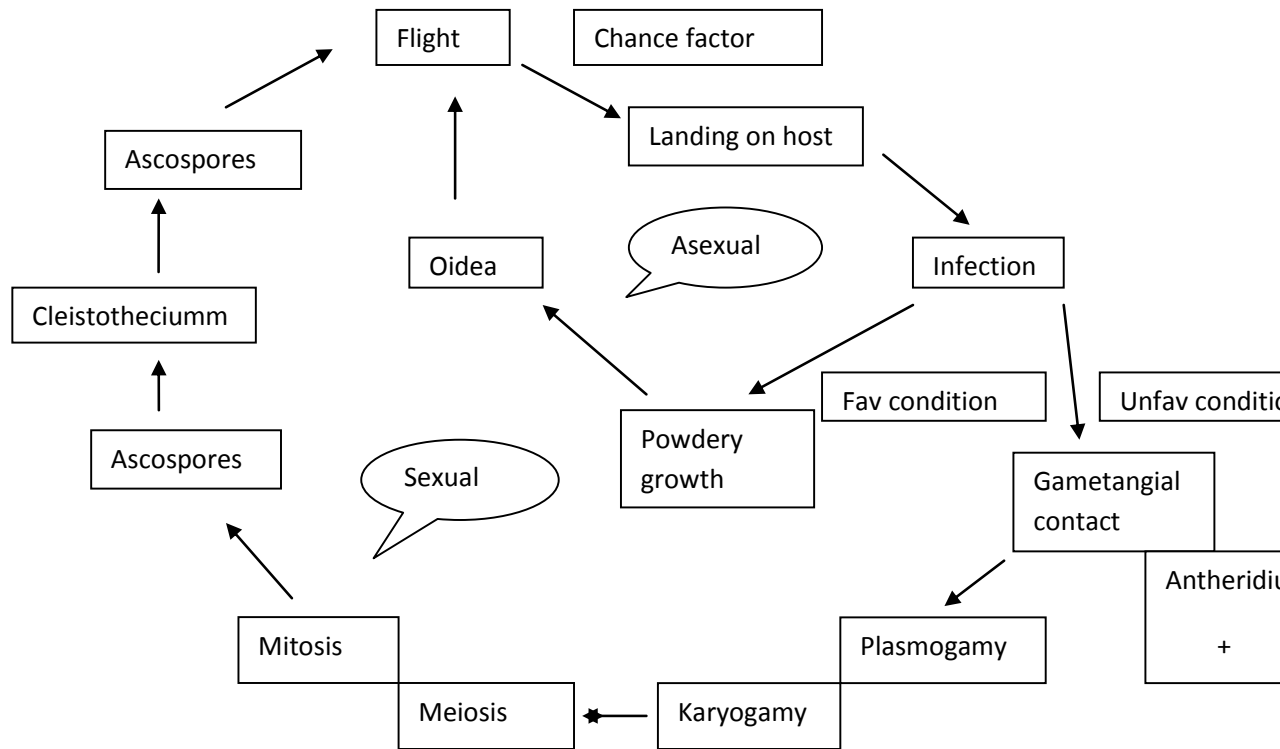 Flight
Chance factor
Landing on host
Ascospores
Asexual
Oidea
Infection
Cleistotheciumm
Fav condition
Powdery
growth
Ascospores
Sexual
Gametangial
contact
Mitosis
Plasmogamy
+
Meiosis
Karyogamy